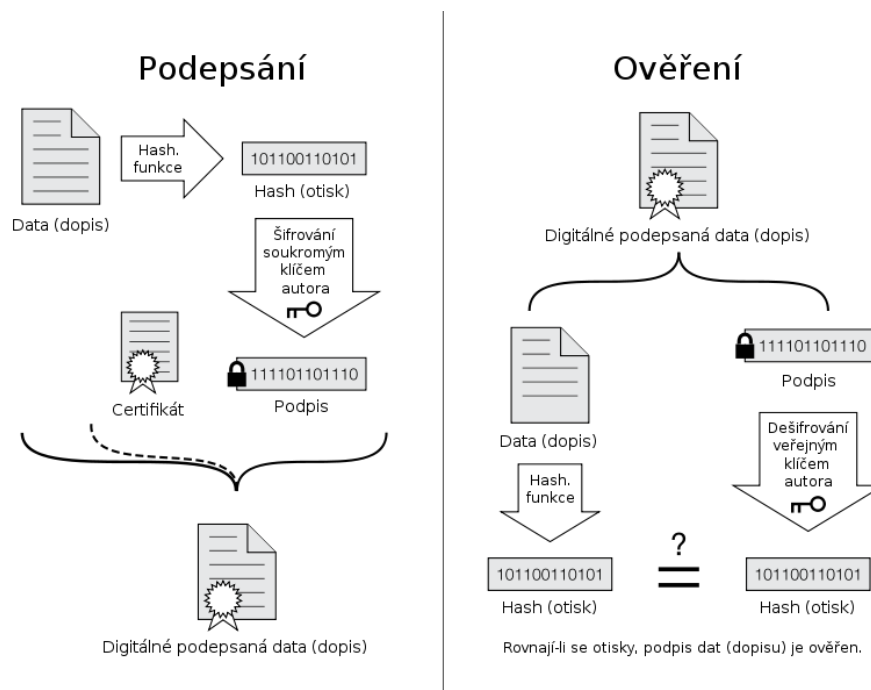 Podepsání
Hash.
funkce
101100110101
Hash (otisk)
Data (dopis)
Šifrování
soukromým
klíčem
autora
111101101110
Certifikát
Podpis
Digitálné podepsaná data (dopis)
Ověření
Digitálné podepsaná data (dopis)
111101101110
Podpis
Data (dopis)
Dešifrování
veřejným
klíčem
autora
Hash.
funkce
?
101100110101
101100110101
Hash (otisk)
Hash (otisk)
Rovnají-li se otisky, podpis dat (dopisu) je ověřen.